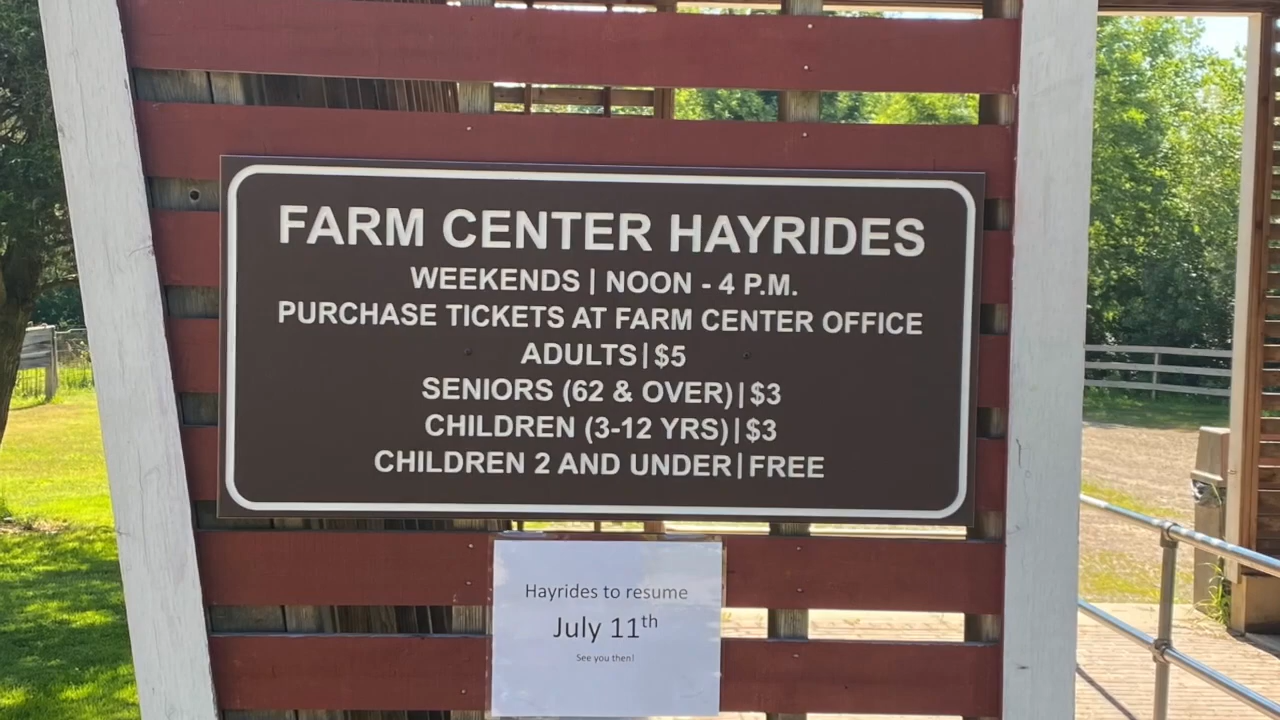 FARM CENTER HAYRIDES
WEEKENDS | NOON - 4 P.M.
PURCHASE TICKETS AT FARM CENTER OFFICE
ADULTS|$5
SENIORS (62 & OVER)|$3
CHILDREN (3-12 YRS)|$3
CHILDREN 2 AND UNDER|FREE
Hayrides to resume
July 11th
See you then!